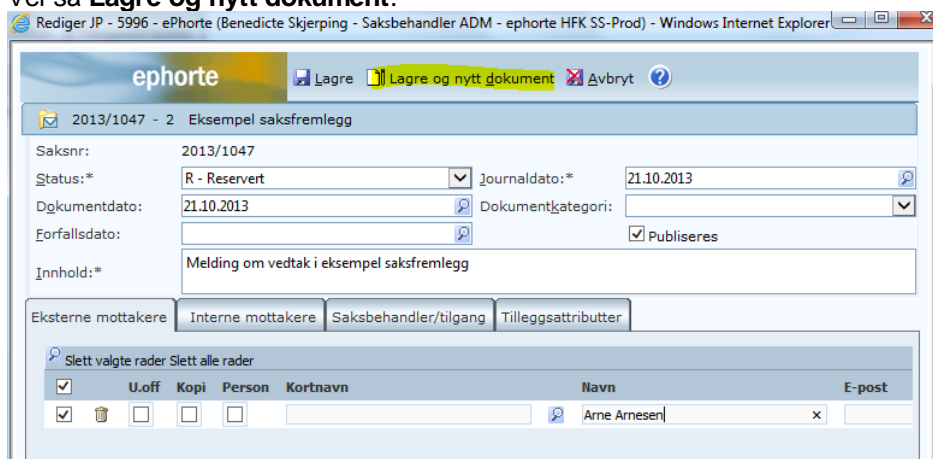 Vel så Lagre og nytt dokument:
Rediger JP - 5996 - ePhorte (Benedicte Skjerping - Saksbehandler ADM - ephorte HFK SS-Prod) - Windows Internet Explorer
ephorte Lagre Lagre og nytt dokument Avbryt
2013/1047 - 2 Eksempel saksfremlegg
Saksnr: 2013/1047
Status:* R - Reservert Journaldato:* 21.10.2013
Dokumentdato: 21.10.2013 Dokumentkategori:
Forfallsdato: Publiseres
Innhold:* Melding om vedtak i eksempel saksfremlegg
Eksterne mottakere Interne mottakere Saksbehandler/tilgang Tilleggsattributter
Slett valgte rader Slett alle rader
U.off Kopi Person Kortnavn Navn E-post
Arne Arnesen x